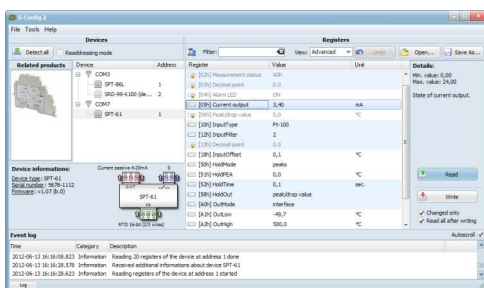 S-Config 2
File Tools Help
Devices
Registers
Detect all
Readdressing mode
Filter:
View: Advanced
Undo
Open...
Save As...
Related products
Device
Address
Register
Value
Unit
Details:
COM3
SPT-86L 1
SRD-99-X100 (de... 2
COM7
SPT-61 1
[02h] Measurement status A0h
[03h] Decimal point 0.0
[04h] Alarm LED ON
[05h] Current output 3,40 mA
[06h] Peak/drop value 0,0 °C
[10h] InputType Pt-100
[12h] InputFilter 2
[13h] Decimal point 0.0
[18h] InputOffset 0,1 °C
[50h] HoldMode peaks
[51h] HoldPEA 0,0 °C
[52h] HoldTime 0,1 sec.
[58h] HoldOut peak/drop value
[A0h] OutMode interface
[A1h] OutLow -49,7 °C
[A2h] OutHigh 500,0 °C
Min. value: 0,00
Max. value: 24,00
State of current output.
Read
Write
Changed only
Read all after writing
Device Informations:
Device type: SPT-61
Serial number: 5678-1112
Firmware: v1.07 (b.0)
Current passive 4-20mA
OUT
SPT-61
IN
RTD 16-bit (2/3 wires)
Event log
Autoscroll
Time
Category
Description
2012-06-13 16:16:08.823 Information Reading 20 registers of the device at address 1 done
2012-06-13 16:16:28.578 Information Received additional informations about device SPT-61
2012-06-13 16:16:28.623 Information Reading registers of the device at address 1 started
Log